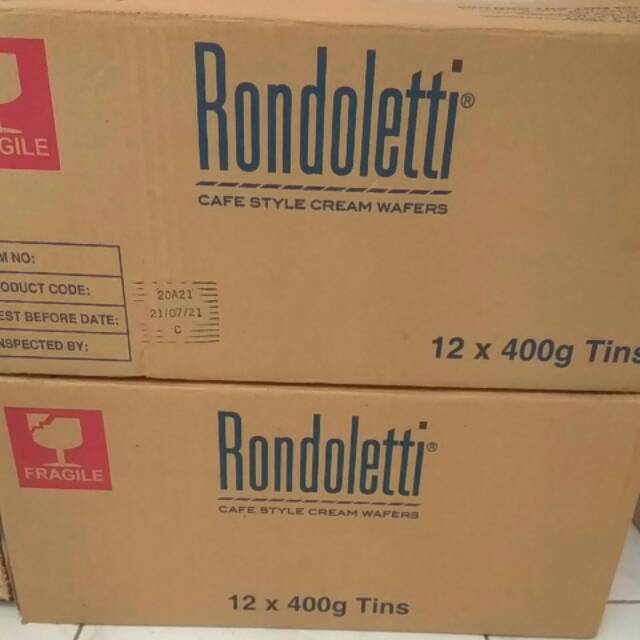 GILE
Rondoletti®
CAFE STYLE CREAM WAFERS
M NO:
ODUCT CODE: 20A21
EST BEFORE DATE: 21/07/21
NSPECTED BY: C
12 x 400g Tins
FRAGILE
Rondoletti®
CAFE STYLE CREAM WAFERS
12 x 400g Tins